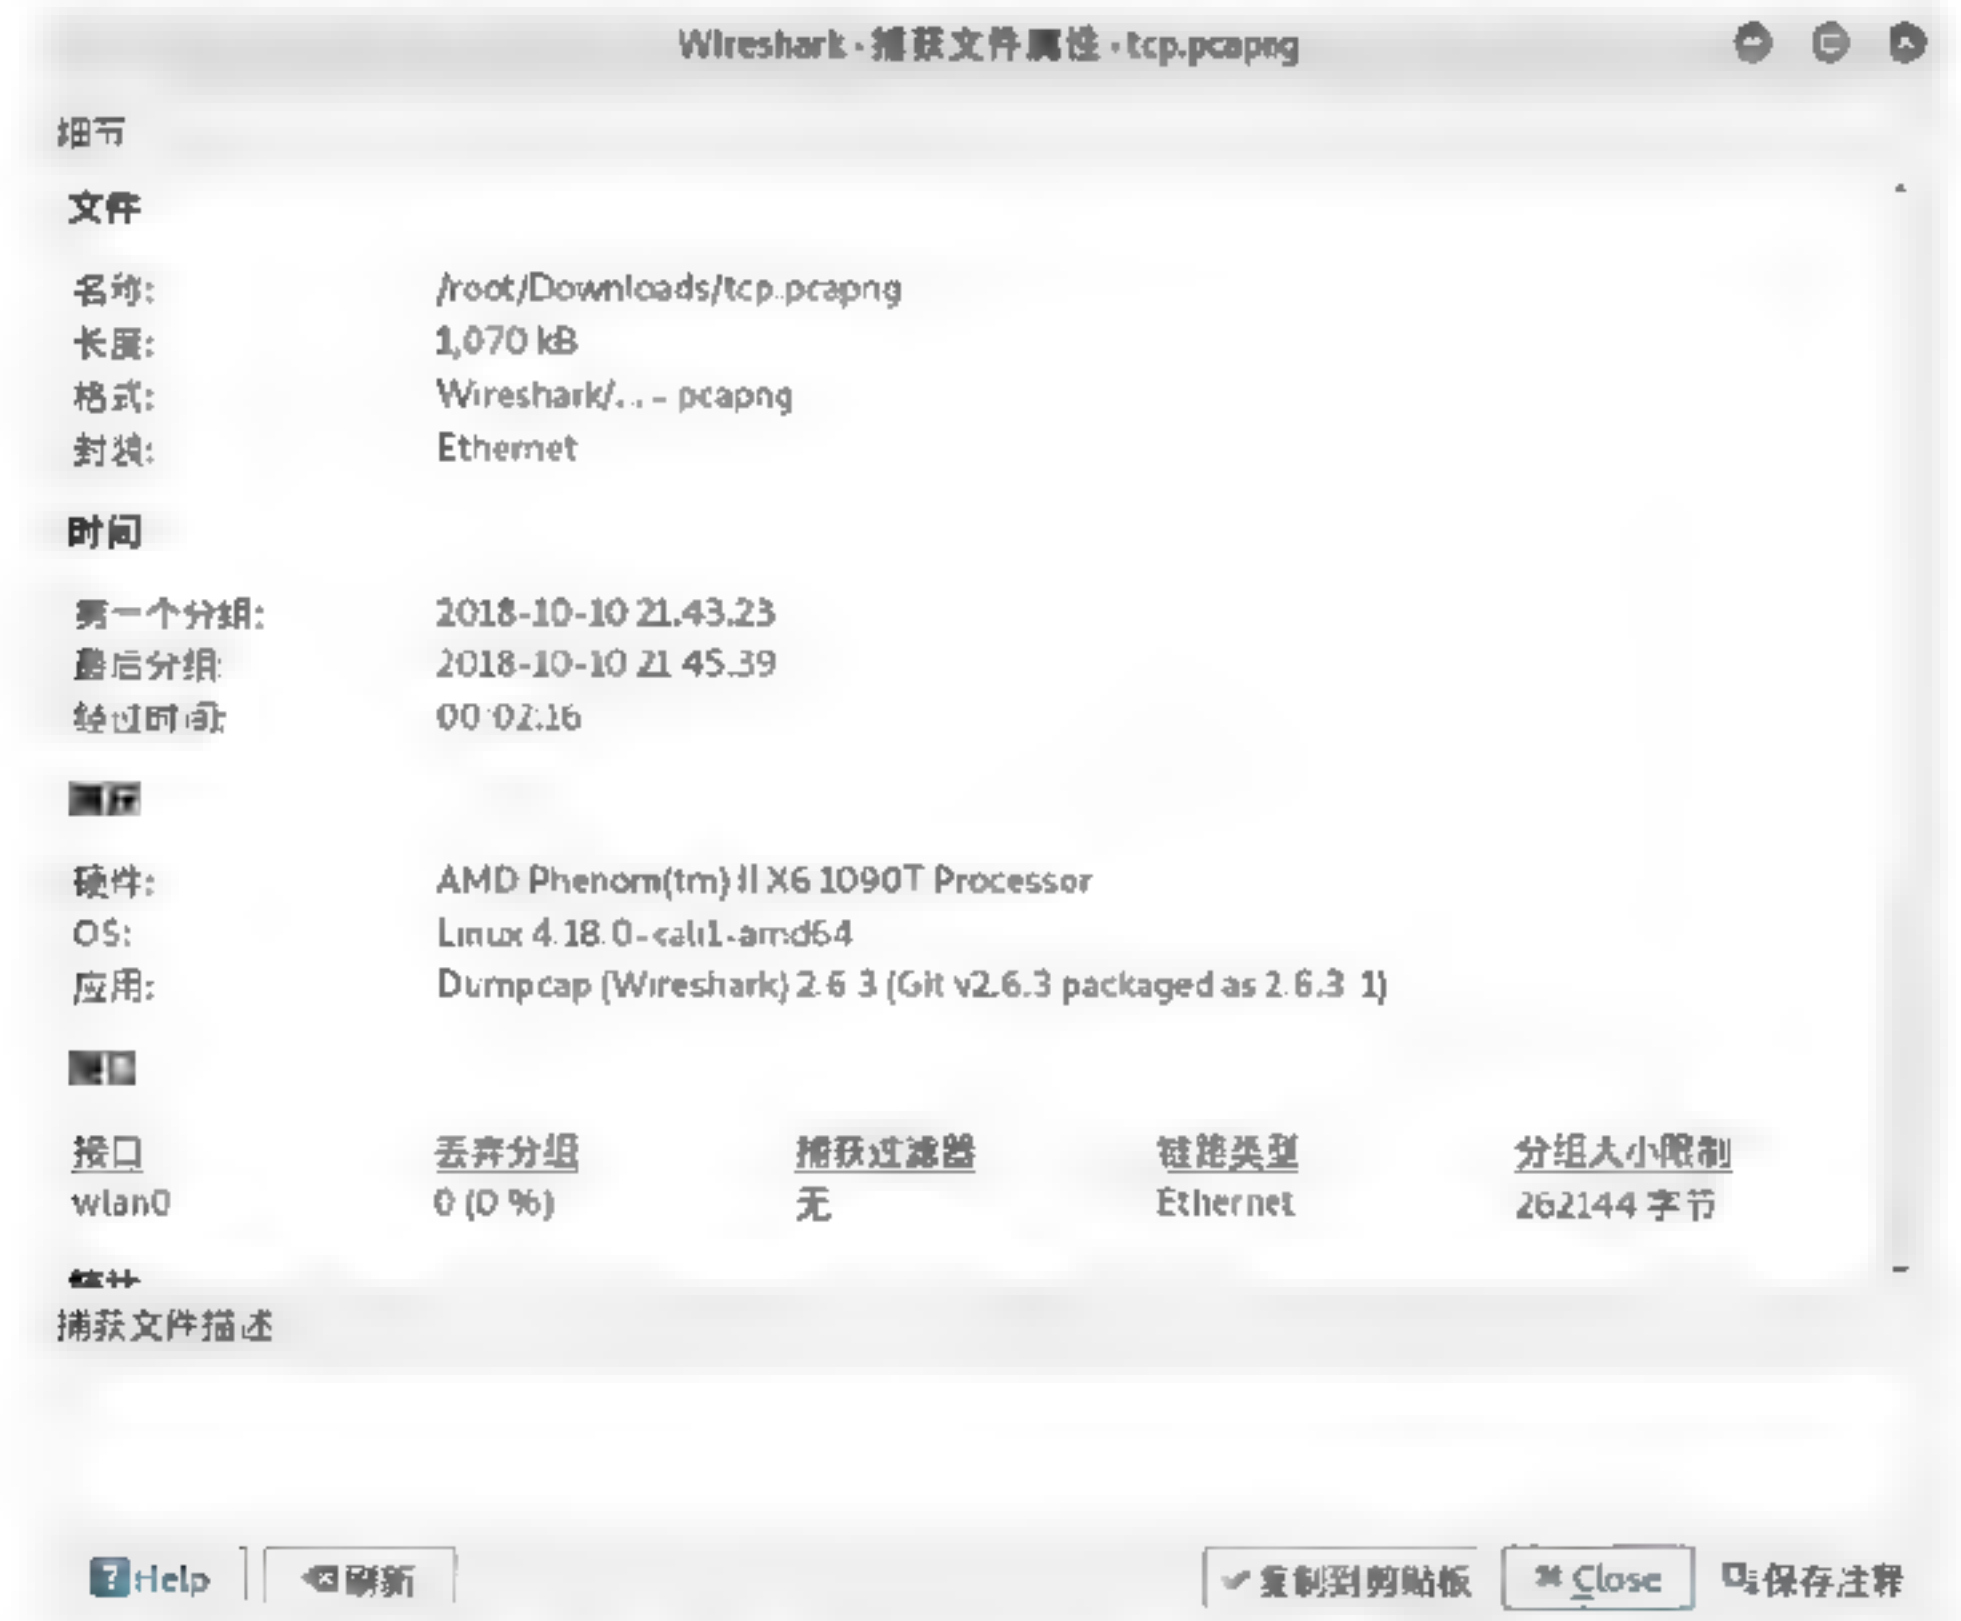 Wireshark · 捕获文件属性 · tcp.pcapng
细节
文件
名称: /root/Downloads/tcp.pcapng
长度: 1,070 kB
格式: Wireshark/... - pcapng
封装: Ethernet
时间
第一个分组: 2018-10-10 21:43:23
最后分组: 2018-10-10 21:45:39
经过时间: 00:02:16
硬件: AMD Phenom(tm) II X6 1090T Processor
OS: Linux 4.18.0-kali1-amd64
应用: Dumpcap (Wireshark) 2.6.3 (Git v2.6.3 packaged as 2.6.3-1)
接口 丢弃分组 捕获过滤器 链路类型 分组大小限制
wlan0 0 (0 %) 无 Ethernet 262144 字节
捕获文件描述
Help 刷新 复制到剪贴板 Close 保存注释